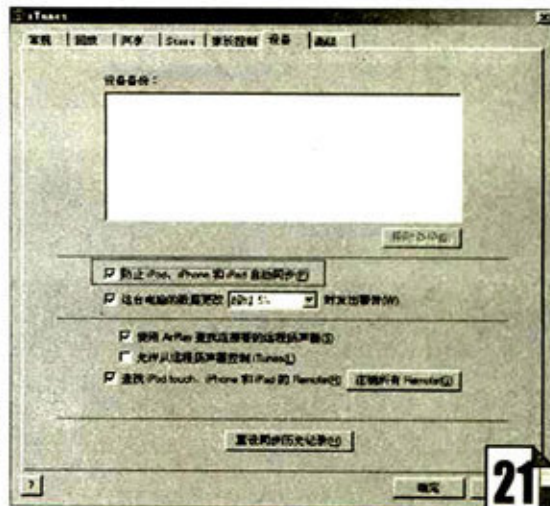 iTunes
常规 回放 共享 Store 家长控制 设备 高级
设备备份：
删除备份(D)
防止 iPod、iPhone 和 iPad 自动同步(P)
这台电脑的数据更改 超过 5% 时发出警告(W)
使用 AirPlay 查找连接着的远程扬声器(S)
允许从远程扬声器控制 iTunes(L)
查找 iPod touch、iPhone 和 iPad 的 Remote(R) 注销所有 Remote(G)
重设同步历史记录(H)
? 确定
21